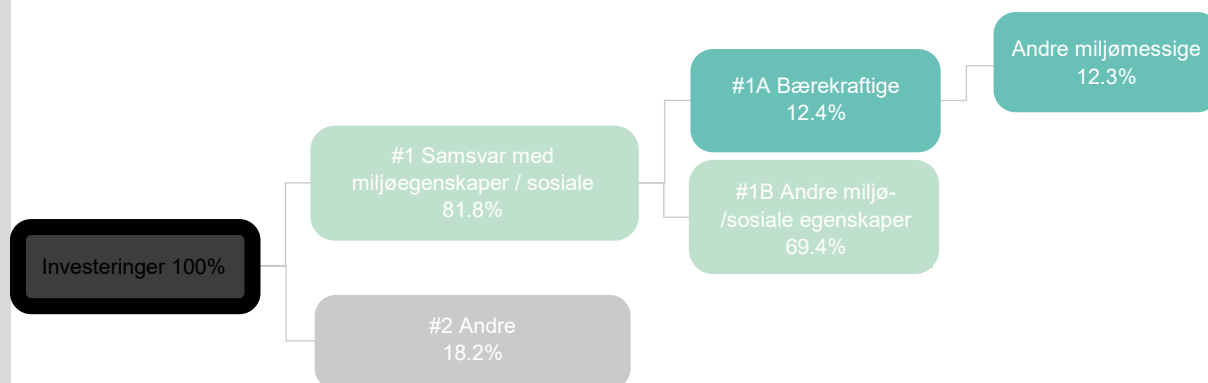 Andre miljømessige
12.3%
#1A Bærekraftige
12.4%
#1 Samsvar med
miljøegenskaper / sosiale
81.8%
#1B Andre miljø-
/sosiale egenskaper
69.4%
Investeringer 100%
#2 Andre
18.2%